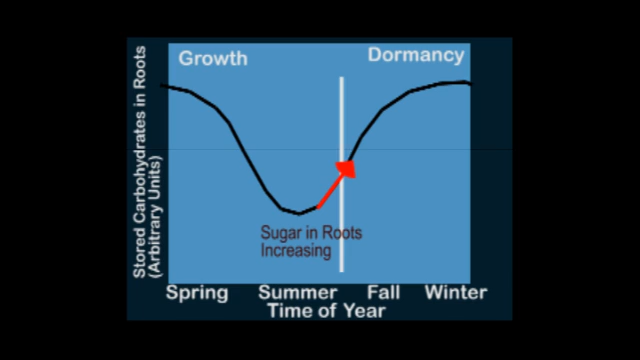 Growth
Dormancy
Stored Carbohydrates in Roots
(Arbitrary Units)
Sugar in Roots
Increasing
Spring Summer Fall Winter
Time of Year